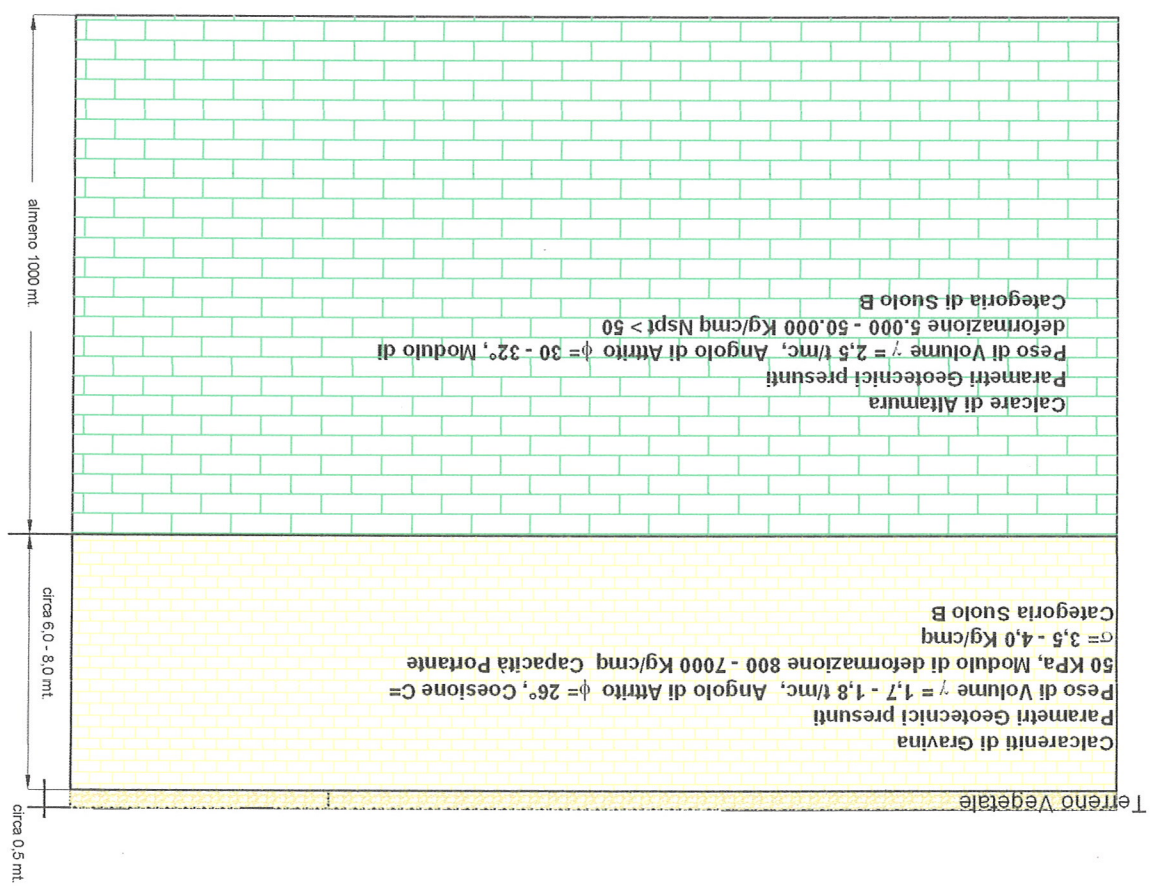 Terreno Vegetale
circa 0,5 mt.
Calcareniti di Gravina
Parametri Geotecnici presunti
Peso di Volume γ = 1,7 - 1,8 t/mc, Angolo di Attrito ϕ= 26°, Coesione C=
50 KPa, Modulo di deformazione 800 - 7000 Kg/cmq Capacità Portante
σ= 3,5 - 4,0 Kg/cmq
Categoria Suolo B
circa 6,0 - 8,0 mt.
Calcare di Altamura
Parametri Geotecnici presunti
Peso di Volume γ = 2,5 t/mc, Angolo di Attrito ϕ= 30 - 32°, Modulo di
deformazione 5.000 - 50.000 Kg/cmq Nspt > 50
Categoria di Suolo B
almeno 1000 mt.